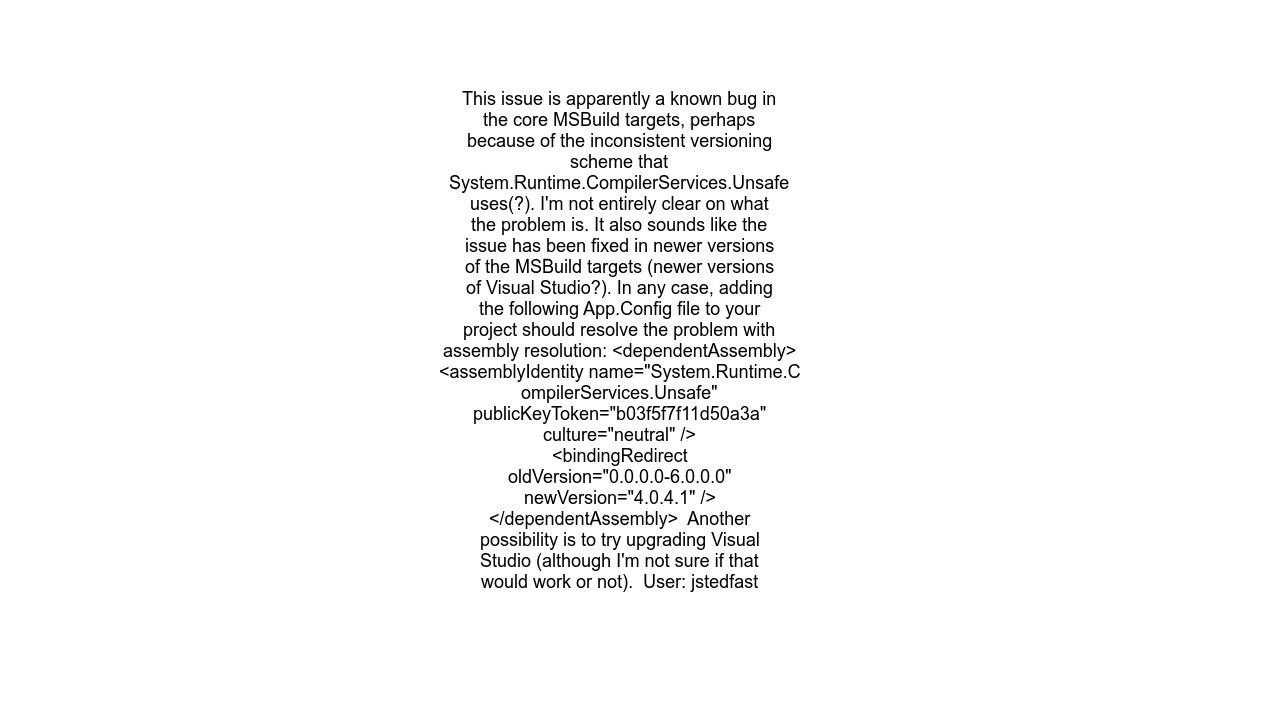 This issue is apparently a known bug in
the core MSBuild targets, perhaps
because of the inconsistent versioning
scheme that
System.Runtime.CompilerServices.Unsafe
uses(?). I'm not entirely clear on what
the problem is. It also sounds like the
issue has been fixed in newer versions
of the MSBuild targets (newer versions
of Visual Studio?). In any case, adding
the following App.Config file to your
project should resolve the problem with
assembly resolution: <dependentAssembly>
<assemblyIdentity name="System.Runtime.C
ompilerServices.Unsafe"
publicKeyToken="b03f5f7f11d50a3a"
culture="neutral" />
<bindingRedirect
oldVersion="0.0.0.0-6.0.0.0"
newVersion="4.0.4.1" />
</dependentAssembly>  Another
possibility is to try upgrading Visual
Studio (although I'm not sure if that
would work or not).  User: jstedfast